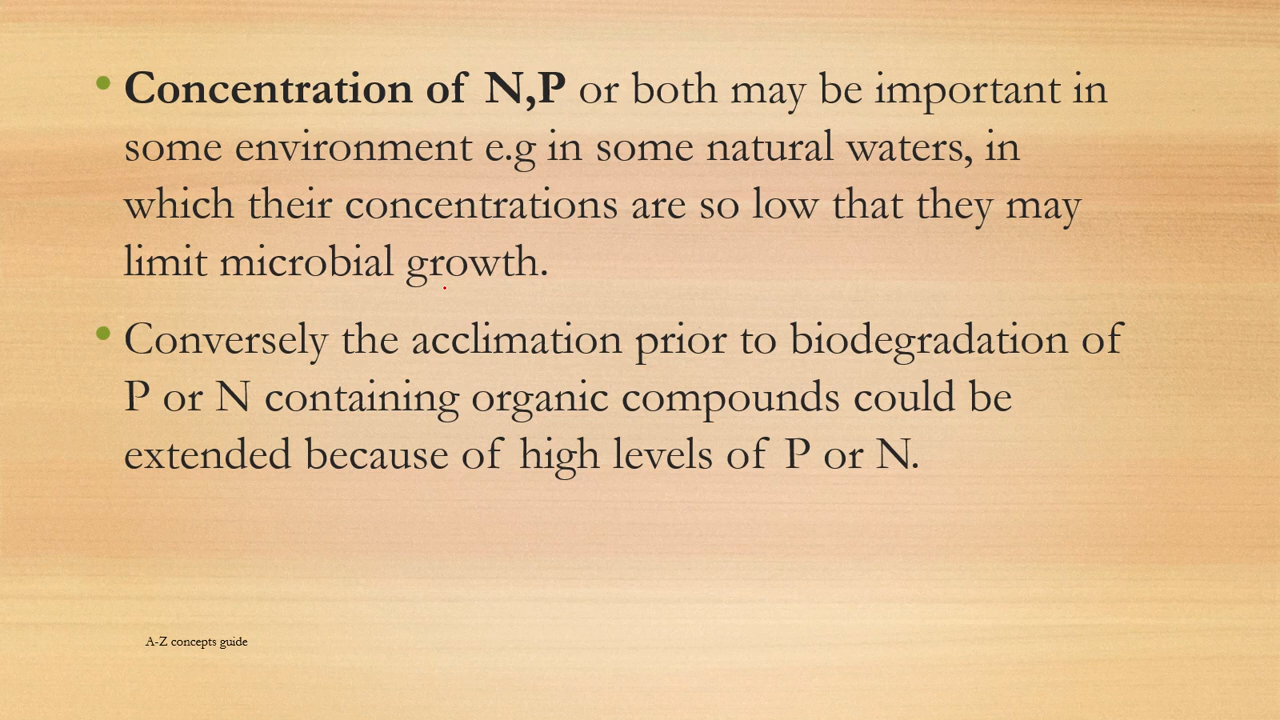 • Concentration of N,P or both may be important in
some environment e.g in some natural waters, in
which their concentrations are so low that they may
limit microbial growth.
• Conversely the acclimation prior to biodegradation of
P or N containing organic compounds could be
extended because of high levels of P or N.
A-Z concepts guide